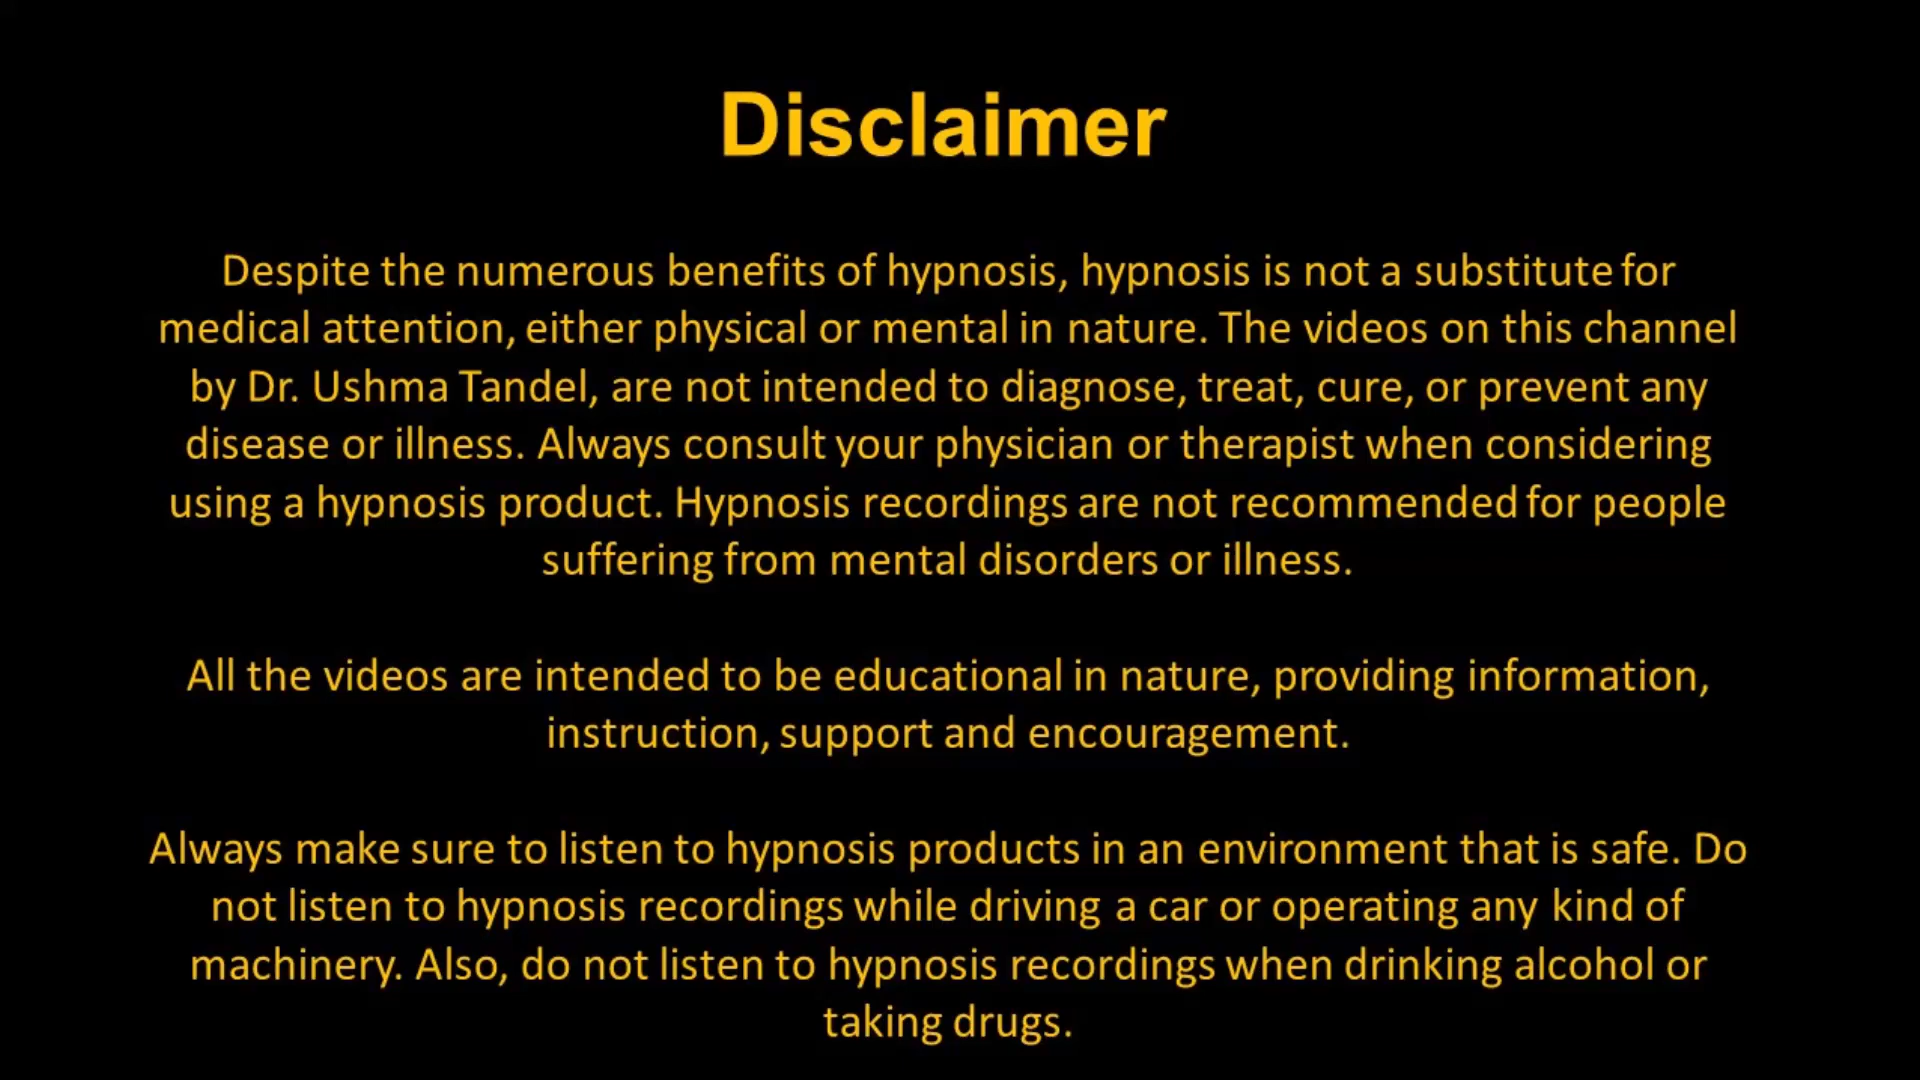 Disclaimer
Despite the numerous benefits of hypnosis, hypnosis is not a substitute for
medical attention, either physical or mental in nature. The videos on this channel
by Dr. Ushma Tandel, are not intended to diagnose, treat, cure, or prevent any
disease or illness. Always consult your physician or therapist when considering
using a hypnosis product. Hypnosis recordings are not recommended for people
suffering from mental disorders or illness.
All the videos are intended to be educational in nature, providing information,
instruction, support and encouragement.
Always make sure to listen to hypnosis products in an environment that is safe. Do
not listen to hypnosis recordings while driving a car or operating any kind of
machinery. Also, do not listen to hypnosis recordings when drinking alcohol or
taking drugs.